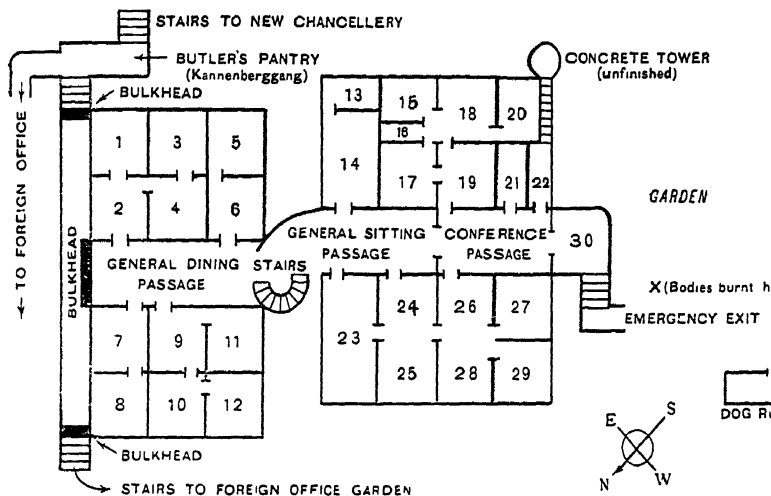 STAIRS TO NEW CHANCELLERY
BUTLER'S PANTRY
(Kannenberggang)
CONCRETE TOWER
(unfinished)
BULKHEAD
TO FOREIGN OFFICE
BULKHEAD
1
3
5
2
4
6
GENERAL DINING
PASSAGE
STAIRS
7
9
11
8
10
12
BULKHEAD
STAIRS TO FOREIGN OFFICE GARDEN
13
15
16
18
20
14
17
19
21
22
GENERAL SITTING
PASSAGE
CONFERENCE
PASSAGE
30
23
24
26
27
25
28
29
GARDEN
X (Bodies burnt h
EMERGENCY EXIT
DOG R
E
S
N
W